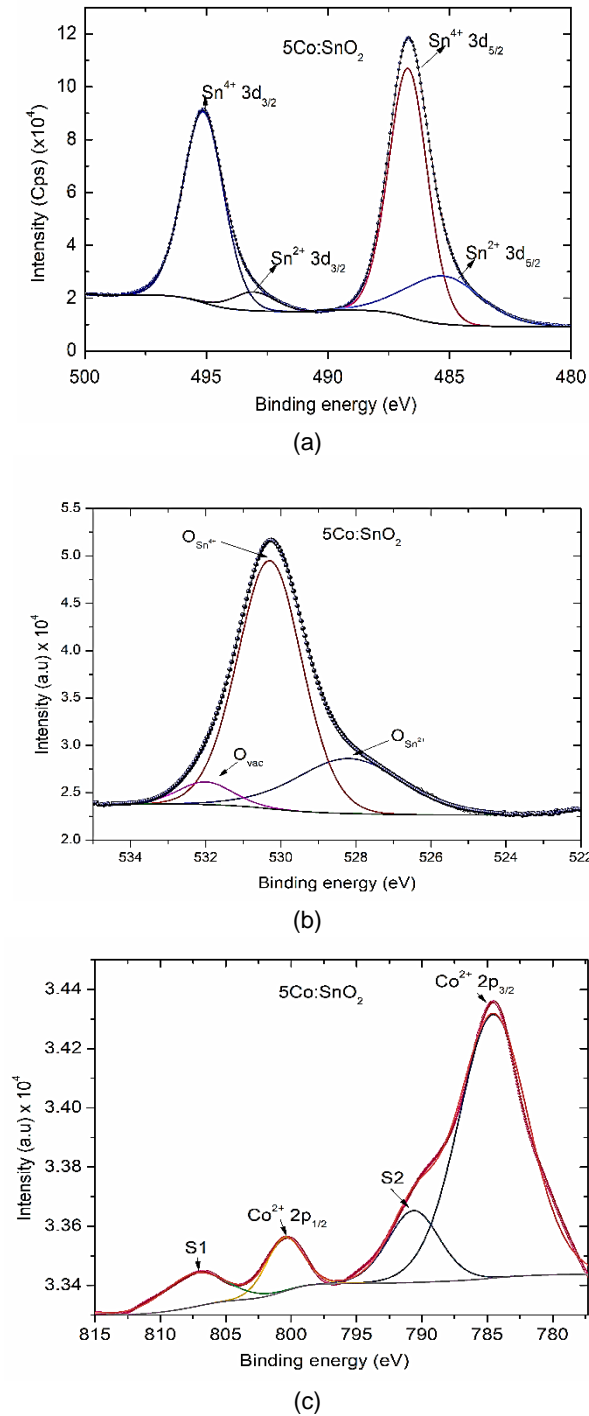 5Co:SnO₂
Sn⁴⁺ 3d₅/₂
Sn⁴⁺ 3d₃/₂
Sn²⁺ 3d₃/₂
Sn²⁺ 3d₅/₂
Intensity (Cps) (x10⁴)
12
10
8
6
4
2
0
500 495 490 485 480
Binding energy (eV)
(a)
5Co:SnO₂
O Sn⁴⁺
O vac
O Sn²⁺
Intensity (a.u) x 10⁴
5.5
5.0
4.5
4.0
3.5
3.0
2.5
2.0
534 532 530 528 526 524 522
Binding energy (eV)
(b)
5Co:SnO₂
Co²⁺ 2p₃/₂
S2
Co²⁺ 2p₁/₂
S1
Intensity (a.u) x 10⁴
3.44
3.42
3.40
3.38
3.36
3.34
815 810 805 800 795 790 785 780
Binding energy (eV)
(c)